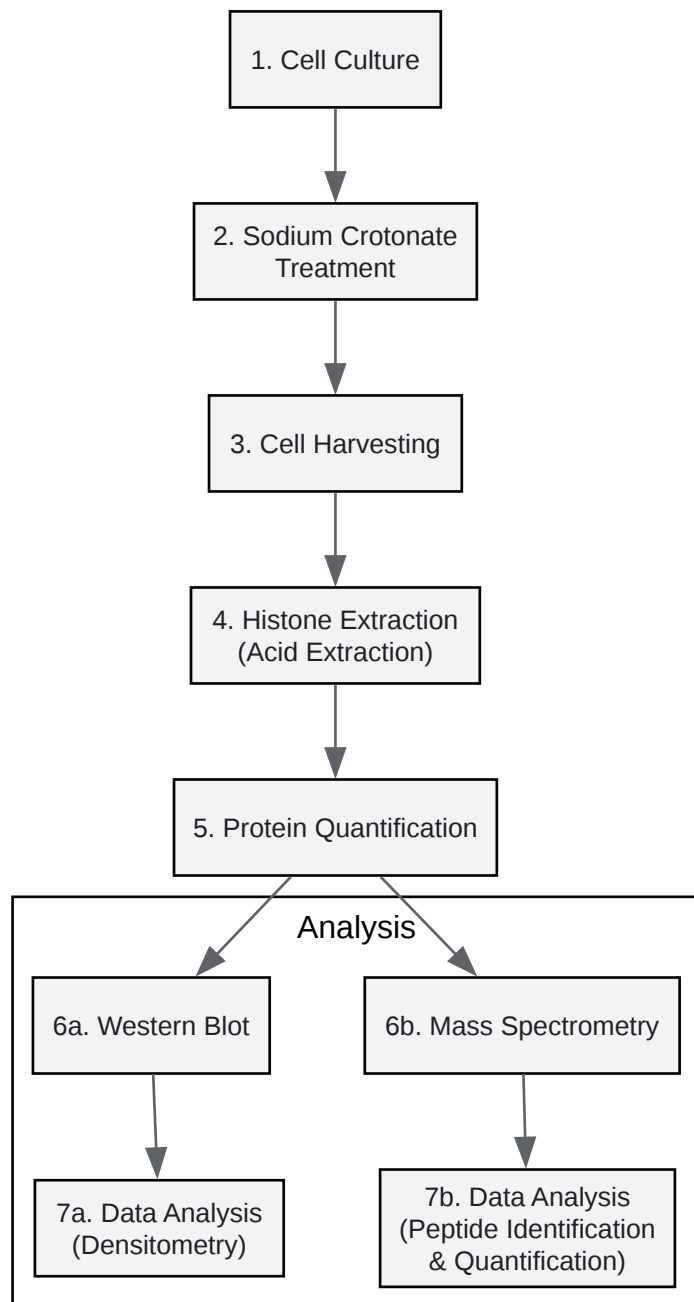 1. Cell Culture
2. Sodium Crotonate
Treatment
3. Cell Harvesting
4. Histone Extraction
(Acid Extraction)
5. Protein Quantification
Analysis
6a. Western Blot
6b. Mass Spectrometry
7a. Data Analysis
(Densitometry)
7b. Data Analysis
(Peptide Identification
& Quantification)